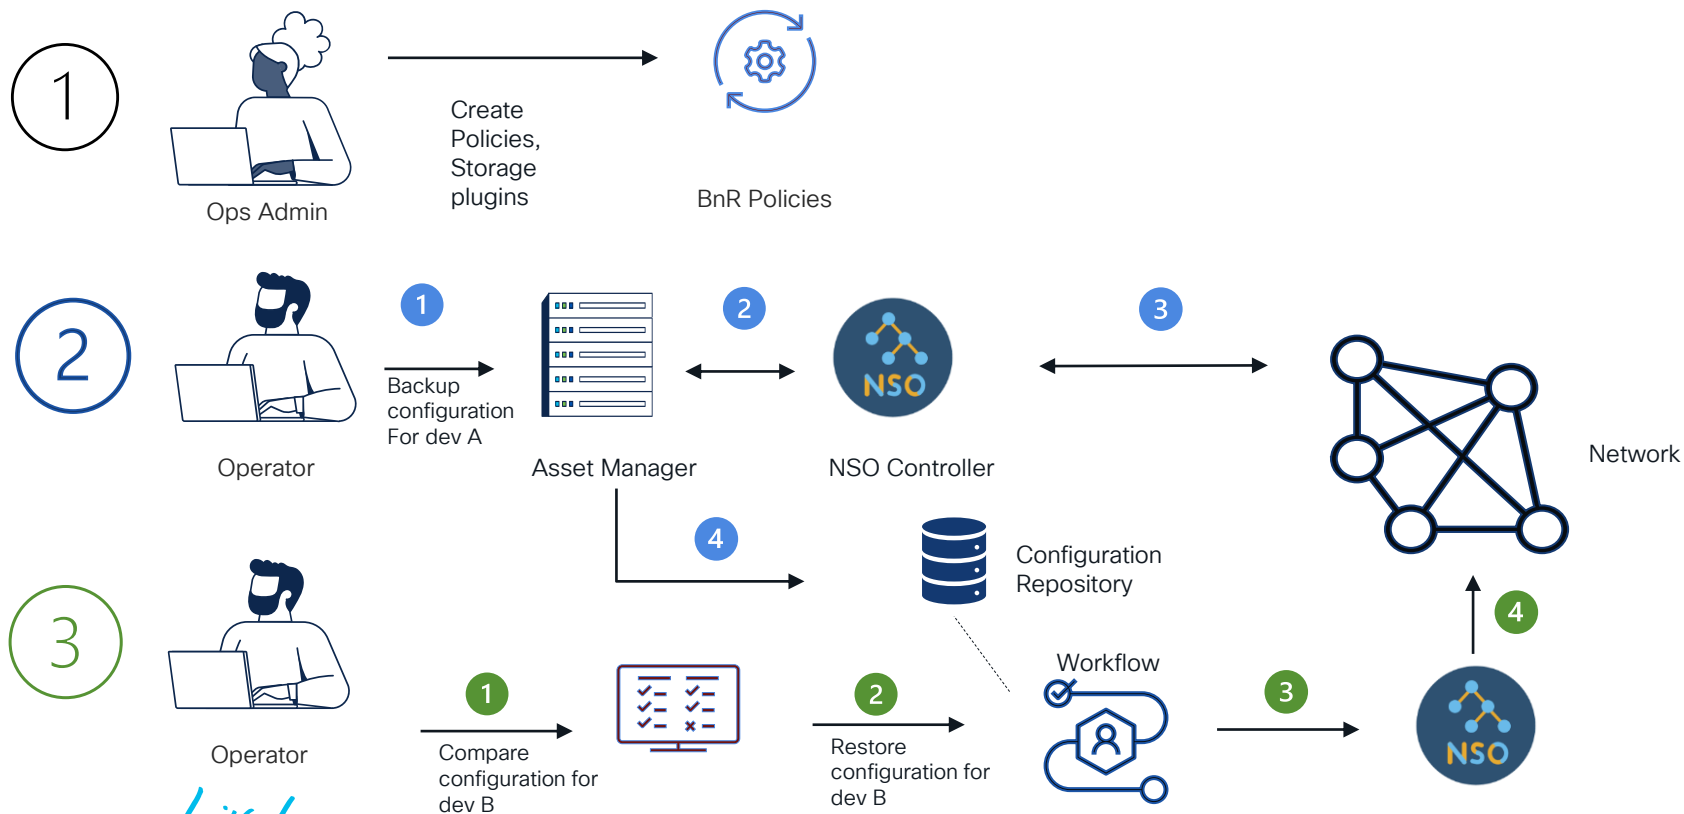 1
Create
Policies,
Storage
plugins
Ops Admin
BnR Policies
2
1
2
3
Backup
configuration
For dev A
NSO
Operator
Asset Manager
NSO Controller
Network
4
Configuration
Repository
3
4
Workflow
1
2
3
NSO
Operator
Compare
configuration for
dev B
Restore
configuration for
dev B